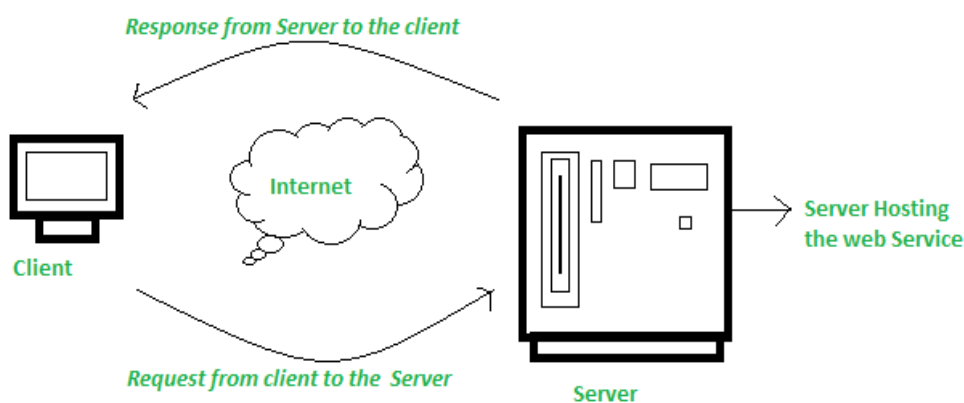 Response from Server to the client
Internet
Server Hosting
the web Service
Client
Request from client to the Server
Server